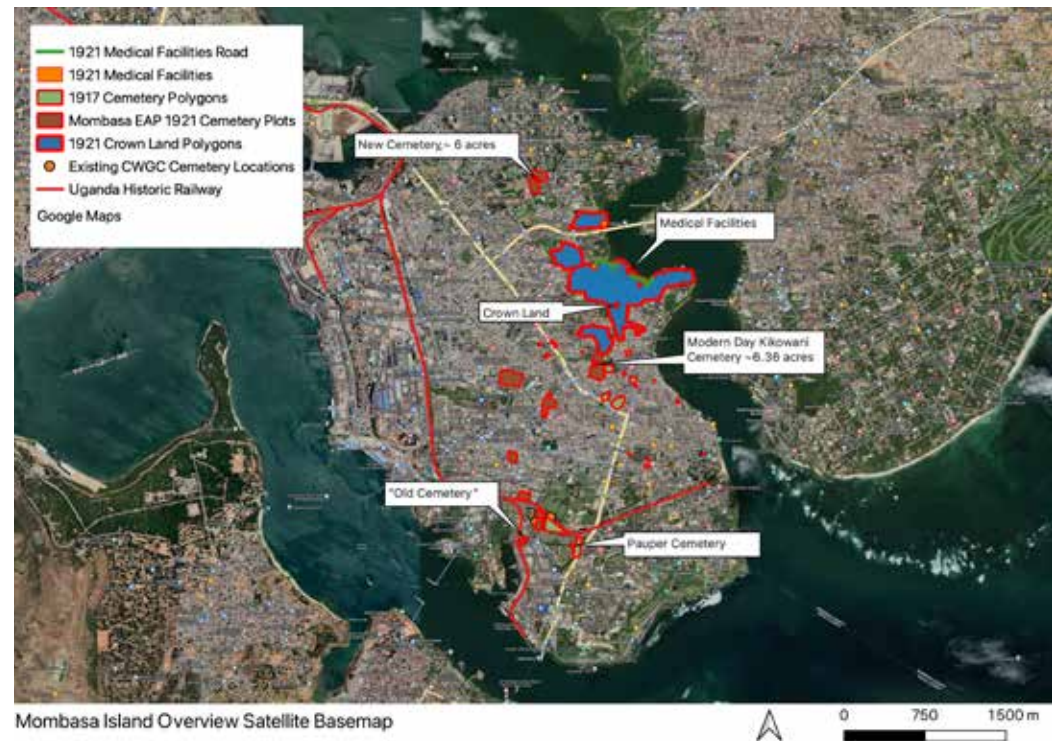 1921 Medical Facilities Road
1921 Medical Facilities
1917 Cemetery Polygons
Mombasa EAP 1921 Cemetery Plots
1921 Crown Land Polygons
Existing CWGC Cemetery Locations
Uganda Historic Railway
Google Maps
New Cemetery,~ 6 acres
Medical Facilities
Crown Land
Modern Day Kikowani
Cemetery ~6.36 acres
"Old Cemetery"
Pauper Cemetery
Mombasa Island Overview Satellite Basemap
0 750 1500 m